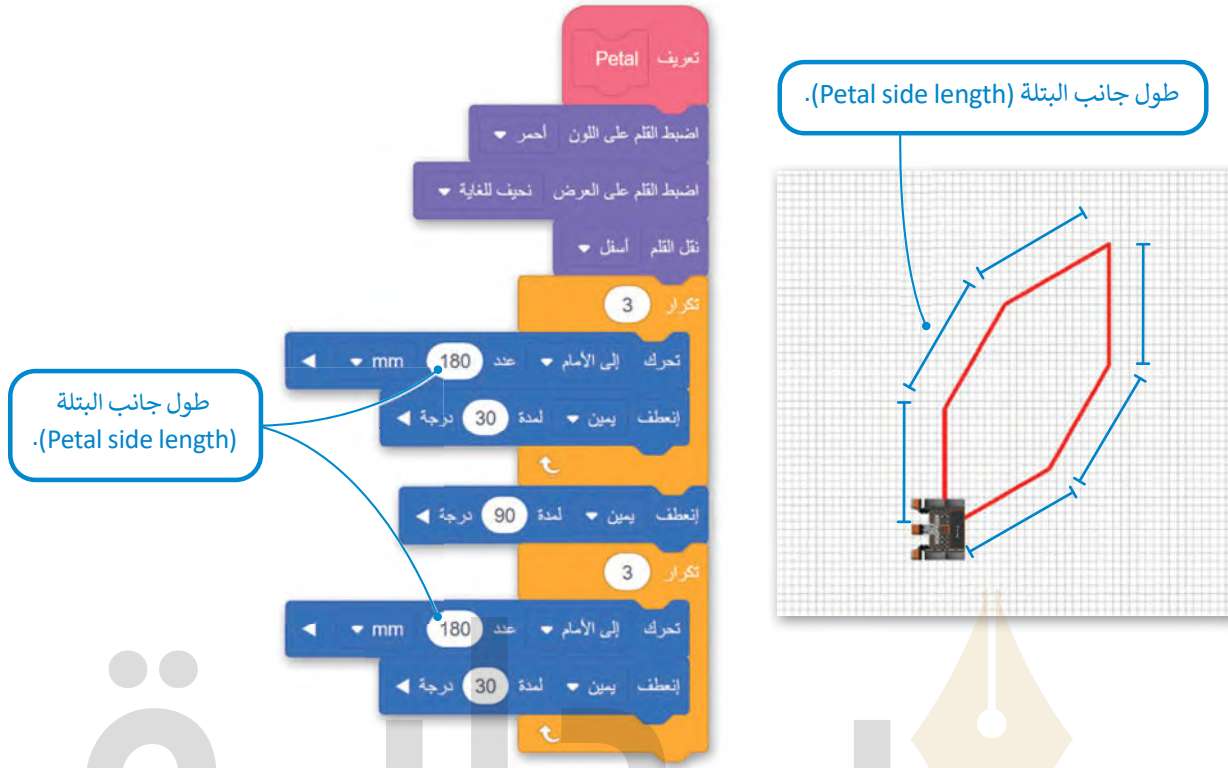 تعريف Petal
اضبط القلم على اللون أحمر
اضبط القلم على العرض نحيف للغاية
نقل القلم أسفل
تكرار 3
تحرك إلى الأمام عدد 180 mm
إنعطف يمين لمدة 30 درجة
إنعطف يمين لمدة 90 درجة
تكرار 3
تحرك إلى الأمام عدد 180 mm
إنعطف يمين لمدة 30 درجة
طول جانب البتلة (Petal side length).
طول جانب البتلة
(Petal side length).